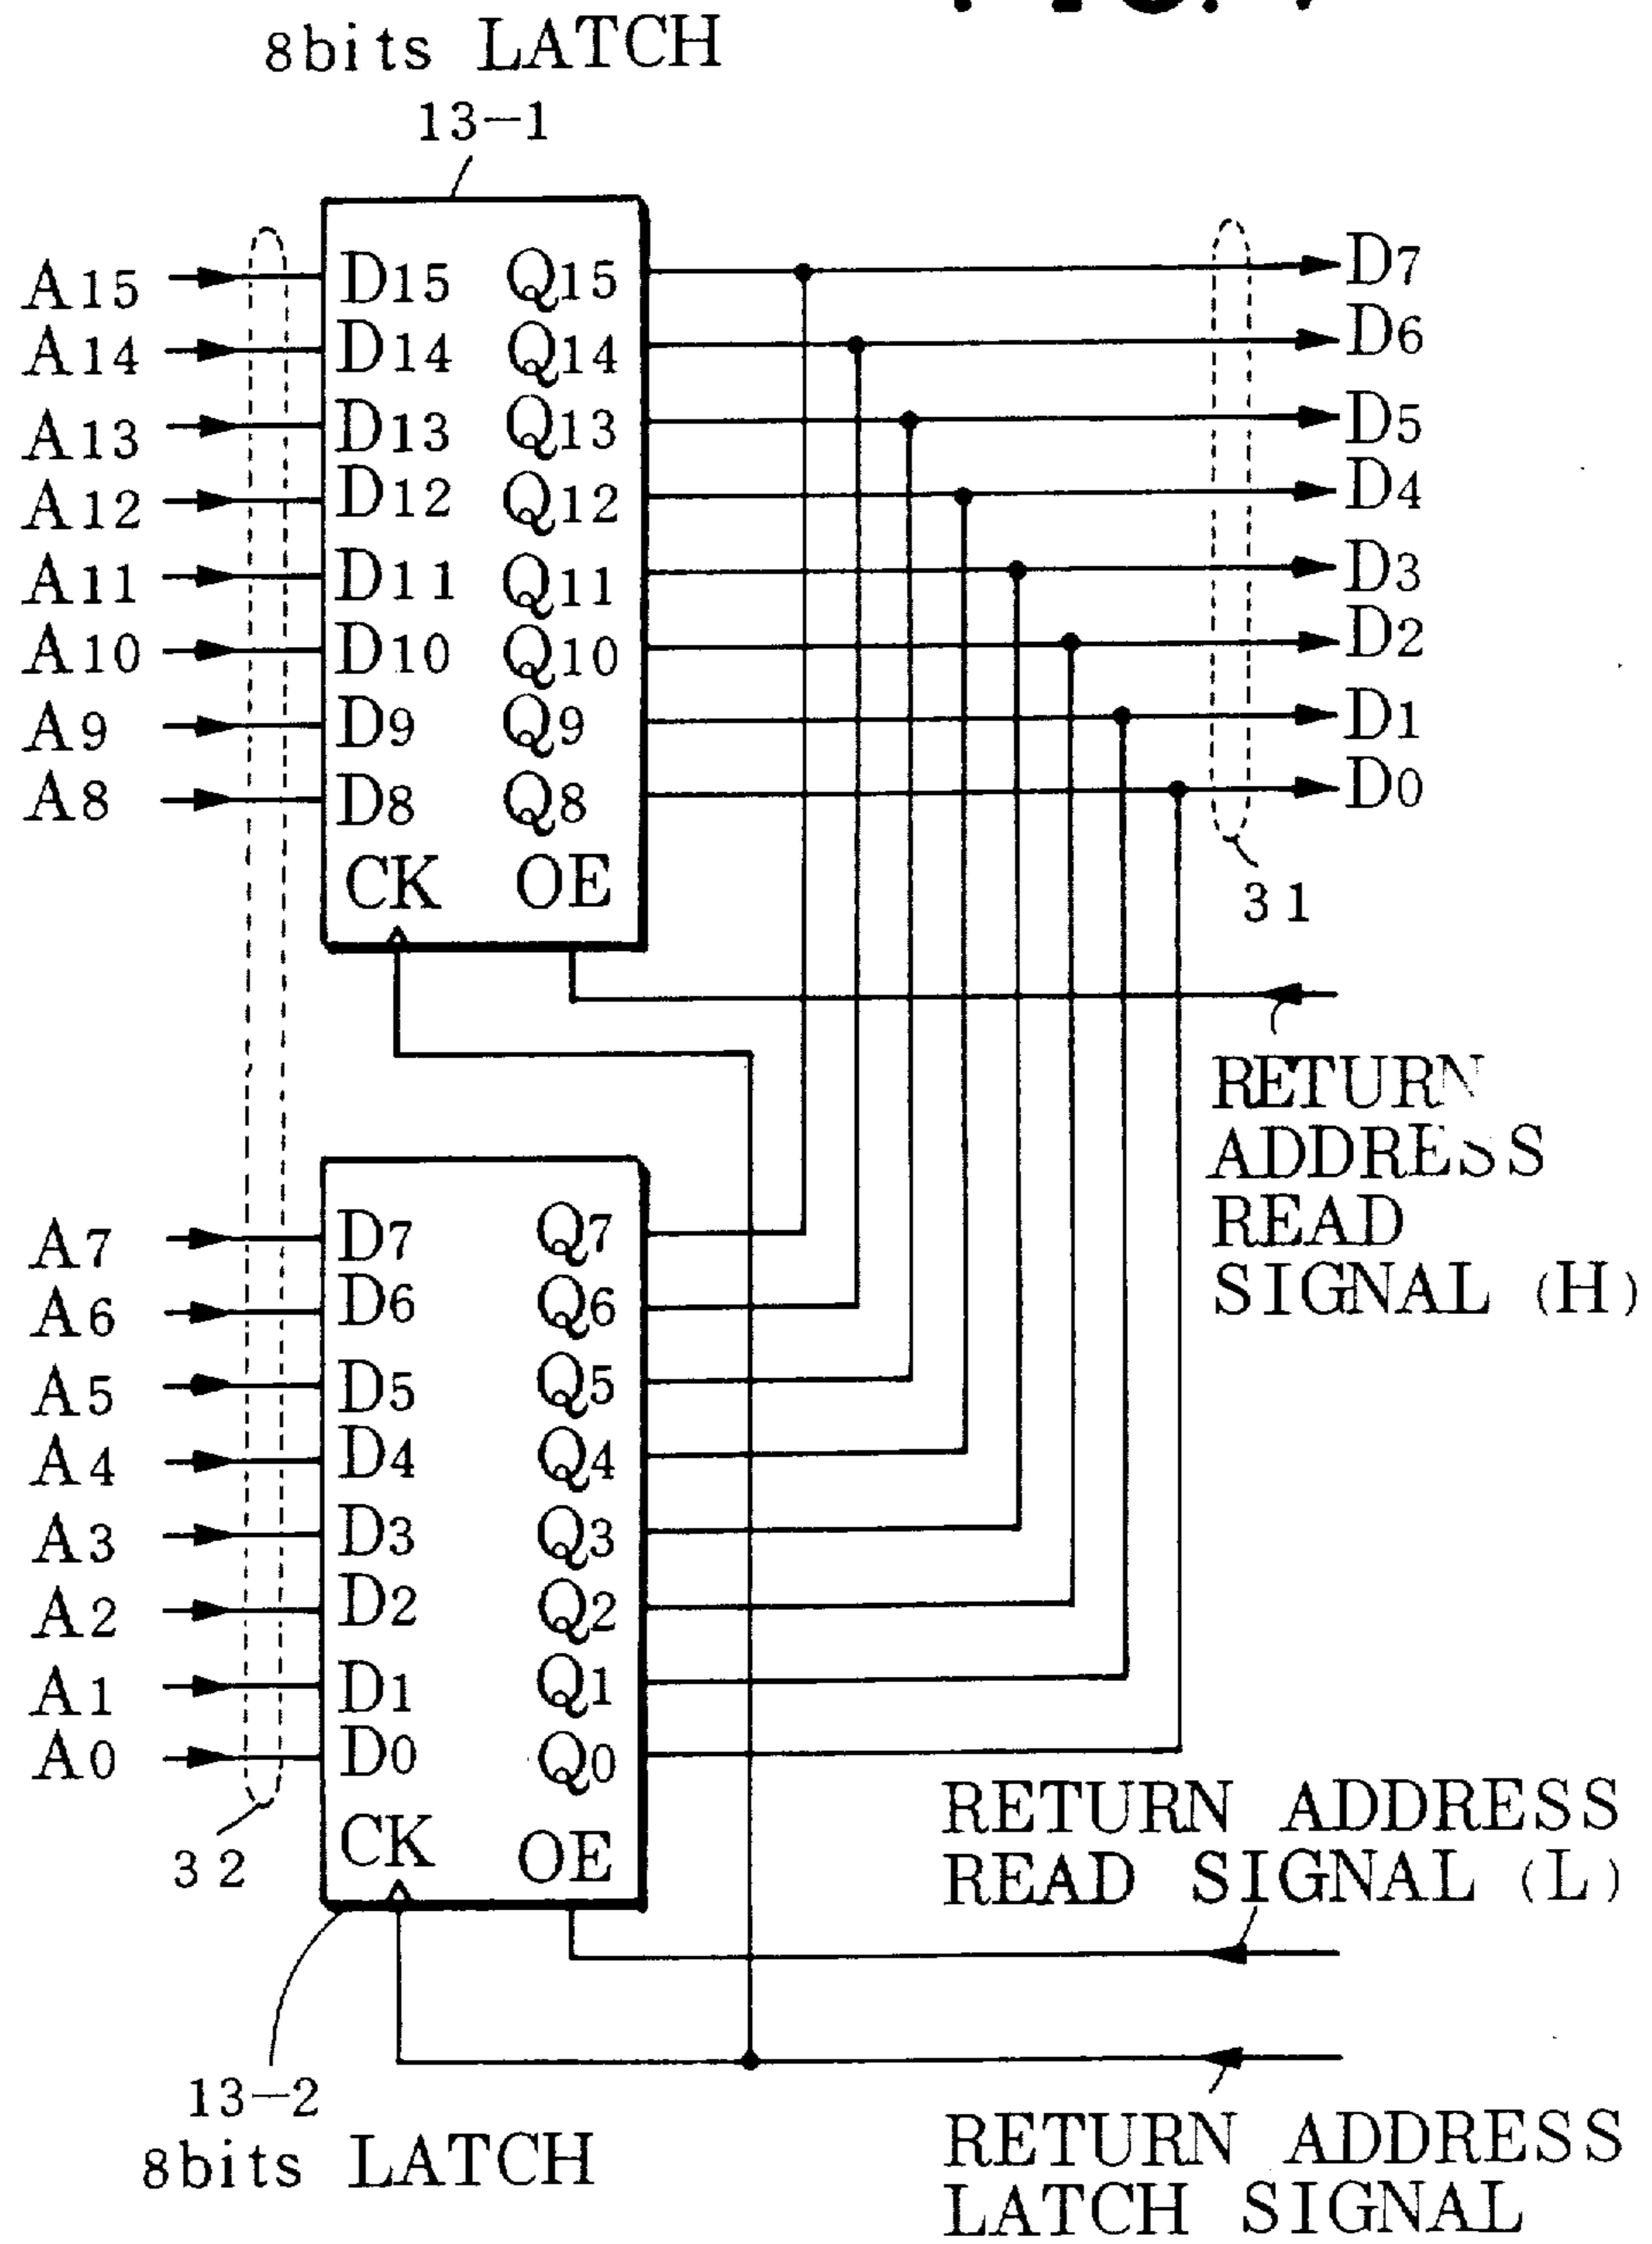 8bits LATCH
13-1
A15 D15 Q15 D7
A14 D14 Q14 D6
A13 D13 Q13 D5
A12 D12 Q12 D4
A11 D11 Q11 D3
A10 D10 Q10 D2
A9 D9 Q9 D1
A8 D8 Q8 D0
CK OE
31
RETURN
ADDRESS
READ
SIGNAL (H)
A7 D7 Q7
A6 D6 Q6
A5 D5 Q5
A4 D4 Q4
A3 D3 Q3
A2 D2 Q2
A1 D1 Q1
A0 D0 Q0
CK OE
32
RETURN ADDRESS
READ SIGNAL (L)
13-2
8bits LATCH
RETURN ADDRESS
LATCH SIGNAL